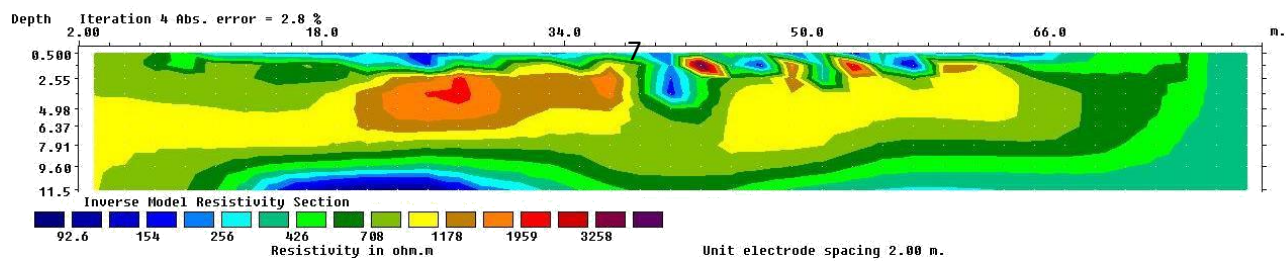 Depth Iteration 4 Abs. error = 2.8 %
2.00 18.0 34.0 50.0 66.0 m.
7
0.500
2.55
4.98
6.37
7.91
9.60
11.5
Inverse Model Resistivity Section
92.6 154 256 426 708 1178 1959 3258
Resistivity in ohm.m Unit electrode spacing 2.00 m.